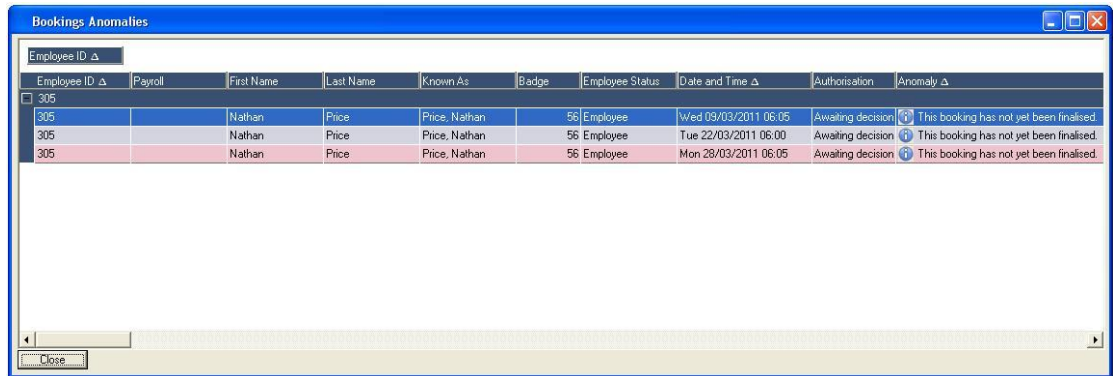 Bookings Anomalies
Employee ID △
Employee ID △ Payroll First Name Last Name Known As Badge Employee Status Date and Time △ Authorisation Anomaly △
305
305 Nathan Price Price, Nathan 56 Employee Wed 09/03/2011 06:05 Awaiting decision This booking has not yet been finalised.
305 Nathan Price Price, Nathan 56 Employee Tue 22/03/2011 06:00 Awaiting decision This booking has not yet been finalised.
305 Nathan Price Price, Nathan 56 Employee Mon 28/03/2011 06:05 Awaiting decision This booking has not yet been finalised.
Close